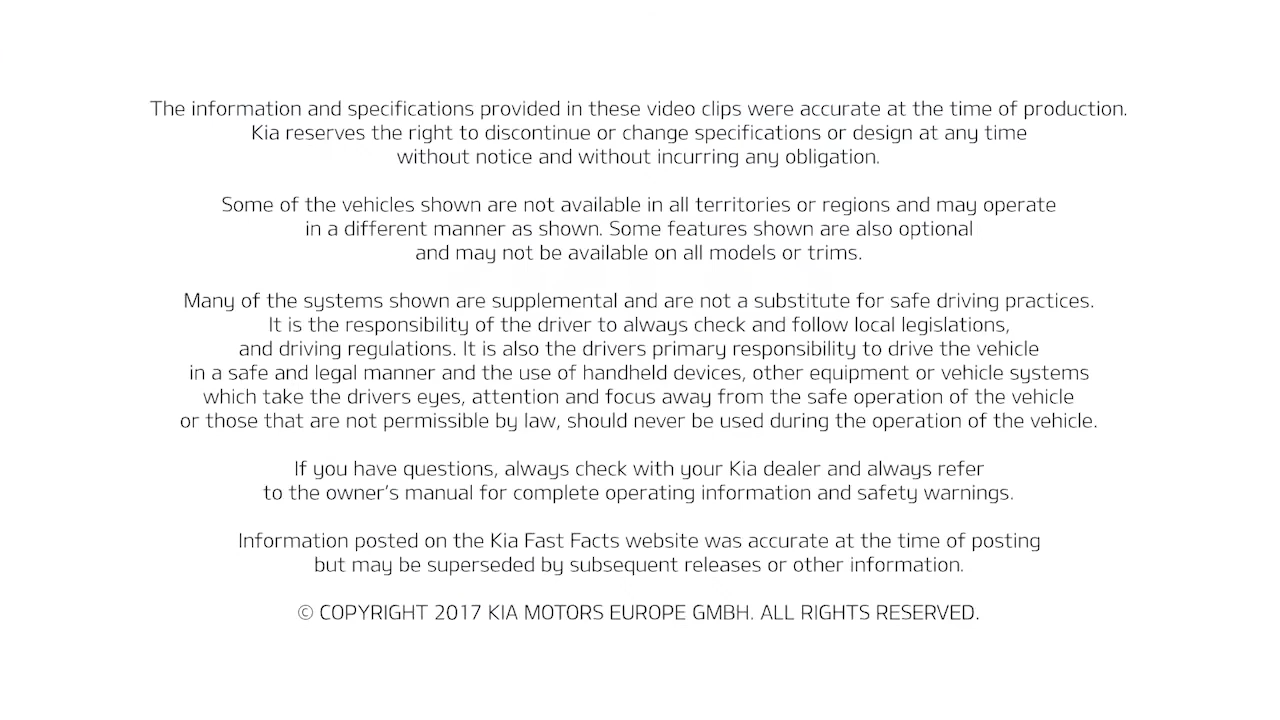 The information and specifications provided in these video clips were accurate at the time of production.
Kia reserves the right to discontinue or change specifications or design at any time
without notice and without incurring any obligation.
Some of the vehicles shown are not available in all territories or regions and may operate
in a different manner as shown. Some features shown are also optional
and may not be available on all models or trims.
Many of the systems shown are supplemental and are not a substitute for safe driving practices.
It is the responsibility of the driver to always check and follow local legislations,
and driving regulations. It is also the drivers primary responsibility to drive the vehicle
in a safe and legal manner and the use of handheld devices, other equipment or vehicle systems
which take the drivers eyes, attention and focus away from the safe operation of the vehicle
or those that are not permissible by law, should never be used during the operation of the vehicle.
If you have questions, always check with your Kia dealer and always refer
to the owner's manual for complete operating information and safety warnings.
Information posted on the Kia Fast Facts website was accurate at the time of posting
but may be superseded by subsequent releases or other information.
© COPYRIGHT 2017 KIA MOTORS EUROPE GMBH. ALL RIGHTS RESERVED.